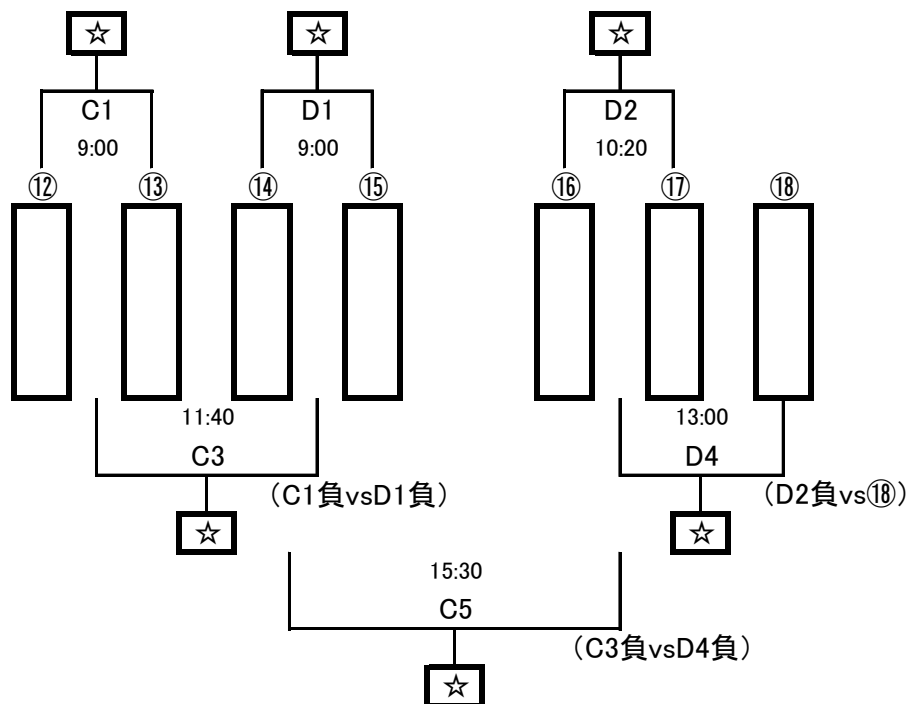 ☆ ☆ ☆
C1 D1 D2
9:00 9:00 10:20
⑫ ⑬ ⑭ ⑮ ⑯ ⑰ ⑱
11:40 13:00
C3 D4
(C1負vsD1負) (D2負vs⑱)
☆ ☆
15:30
C5
(C3負vsD4負)
☆